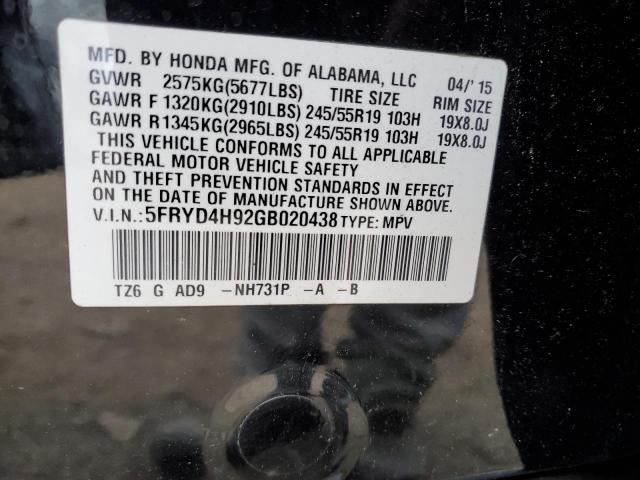 MFD. BY HONDA MFG. OF ALABAMA, LLC 04/'15
GVWR 2575KG(5677LBS) TIRE SIZE RIM SIZE
GAWR F 1320KG(2910LBS) 245/55R19 103H 19X8.0J
GAWR R 1345KG(2965LBS) 245/55R19 103H 19X8.0J
THIS VEHICLE CONFORMS TO ALL APPLICABLE
FEDERAL MOTOR VEHICLE SAFETY
AND THEFT PREVENTION STANDARDS IN EFFECT
ON THE DATE OF MANUFACTURE SHOWN ABOVE.
V.I.N.:5FRYD4H92GB020438 TYPE: MPV
TZ6 G AD9 -NH731P -A -B